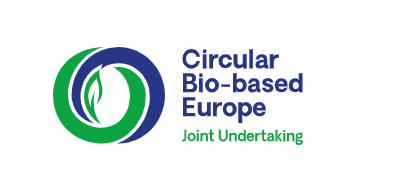 Circular
Bio-based
Europe
Joint Undertaking